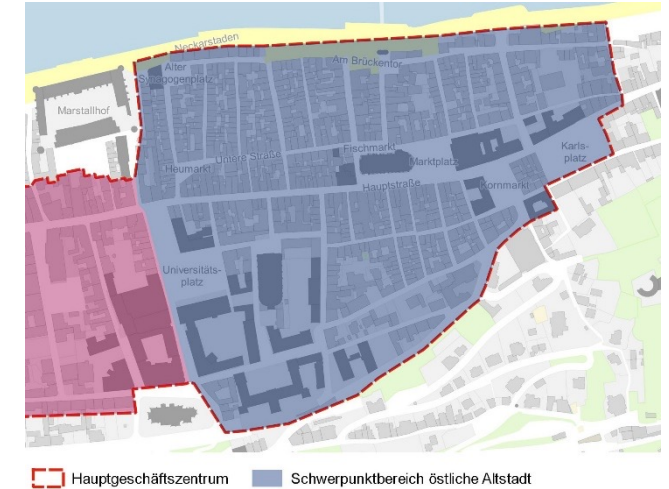 Neckarstaden
Alter
Synagogenplatz
Am Brückentor
Marstallhof
Fischmarkt
Untere Straße
Heumarkt
Marktplatz
Karls-
platz
Hauptstraße
Kornmarkt
Universitäts-
platz
Hauptgeschäftszentrum
Schwerpunktbereich östliche Altstadt